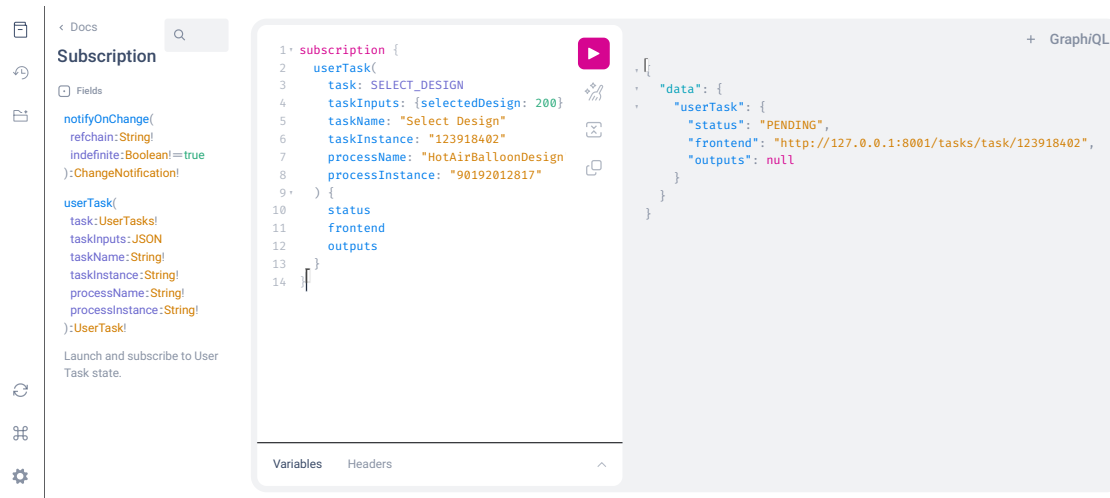 ‹ Docs
Subscription
Fields
notifyOnChange(
refchain:String!
indefinite:Boolean!=true
):ChangeNotification!
userTask(
task:UserTasks!
taskInputs:JSON
taskName:String!
taskInstance:String!
processName:String!
processInstance:String!
):UserTask!
Launch and subscribe to User
Task state.
1 subscription {
2 userTask(
3 task: SELECT_DESIGN
4 taskInputs: {selectedDesign: 200}
5 taskName: "Select Design"
6 taskInstance: "123918402"
7 processName: "HotAirBalloonDesign
8 processInstance: "90192012817"
9 ) {
10 status
11 frontend
12 outputs
13 }
14 }
Variables Headers
+ GraphiQL
{
"data": {
"userTask": {
"status": "PENDING",
"frontend": "http://127.0.0.1:8001/tasks/task/123918402",
"outputs": null
}
}
}